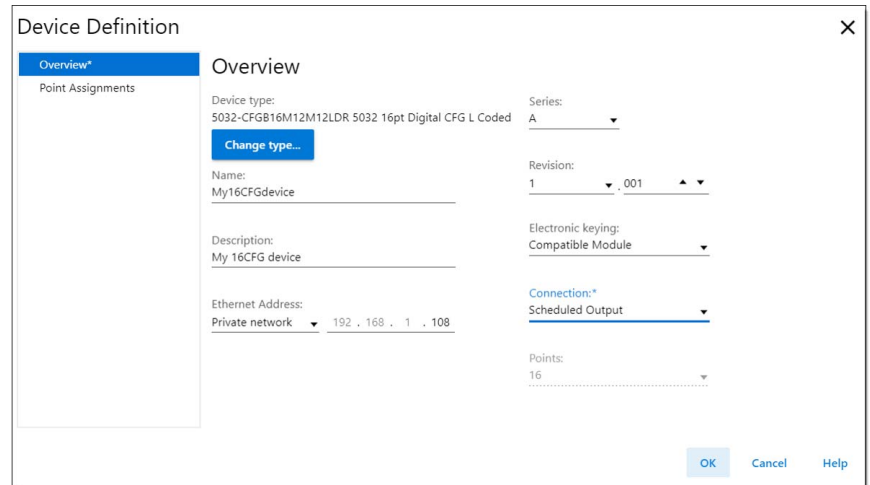 Device Definition
Overview*
Point Assignments
Overview
Device type:
5032-CFGB16M12M12LDR 5032 16pt Digital CFG L Coded
Change type...
Name:
My16CFGdevice
Description:
My 16CFG device
Ethernet Address:
Private network 192 . 168 . 1 . 108
Series:
A
Revision:
1 . 001
Electronic keying:
Compatible Module
Connection:*
Scheduled Output
Points:
16
OK Cancel Help